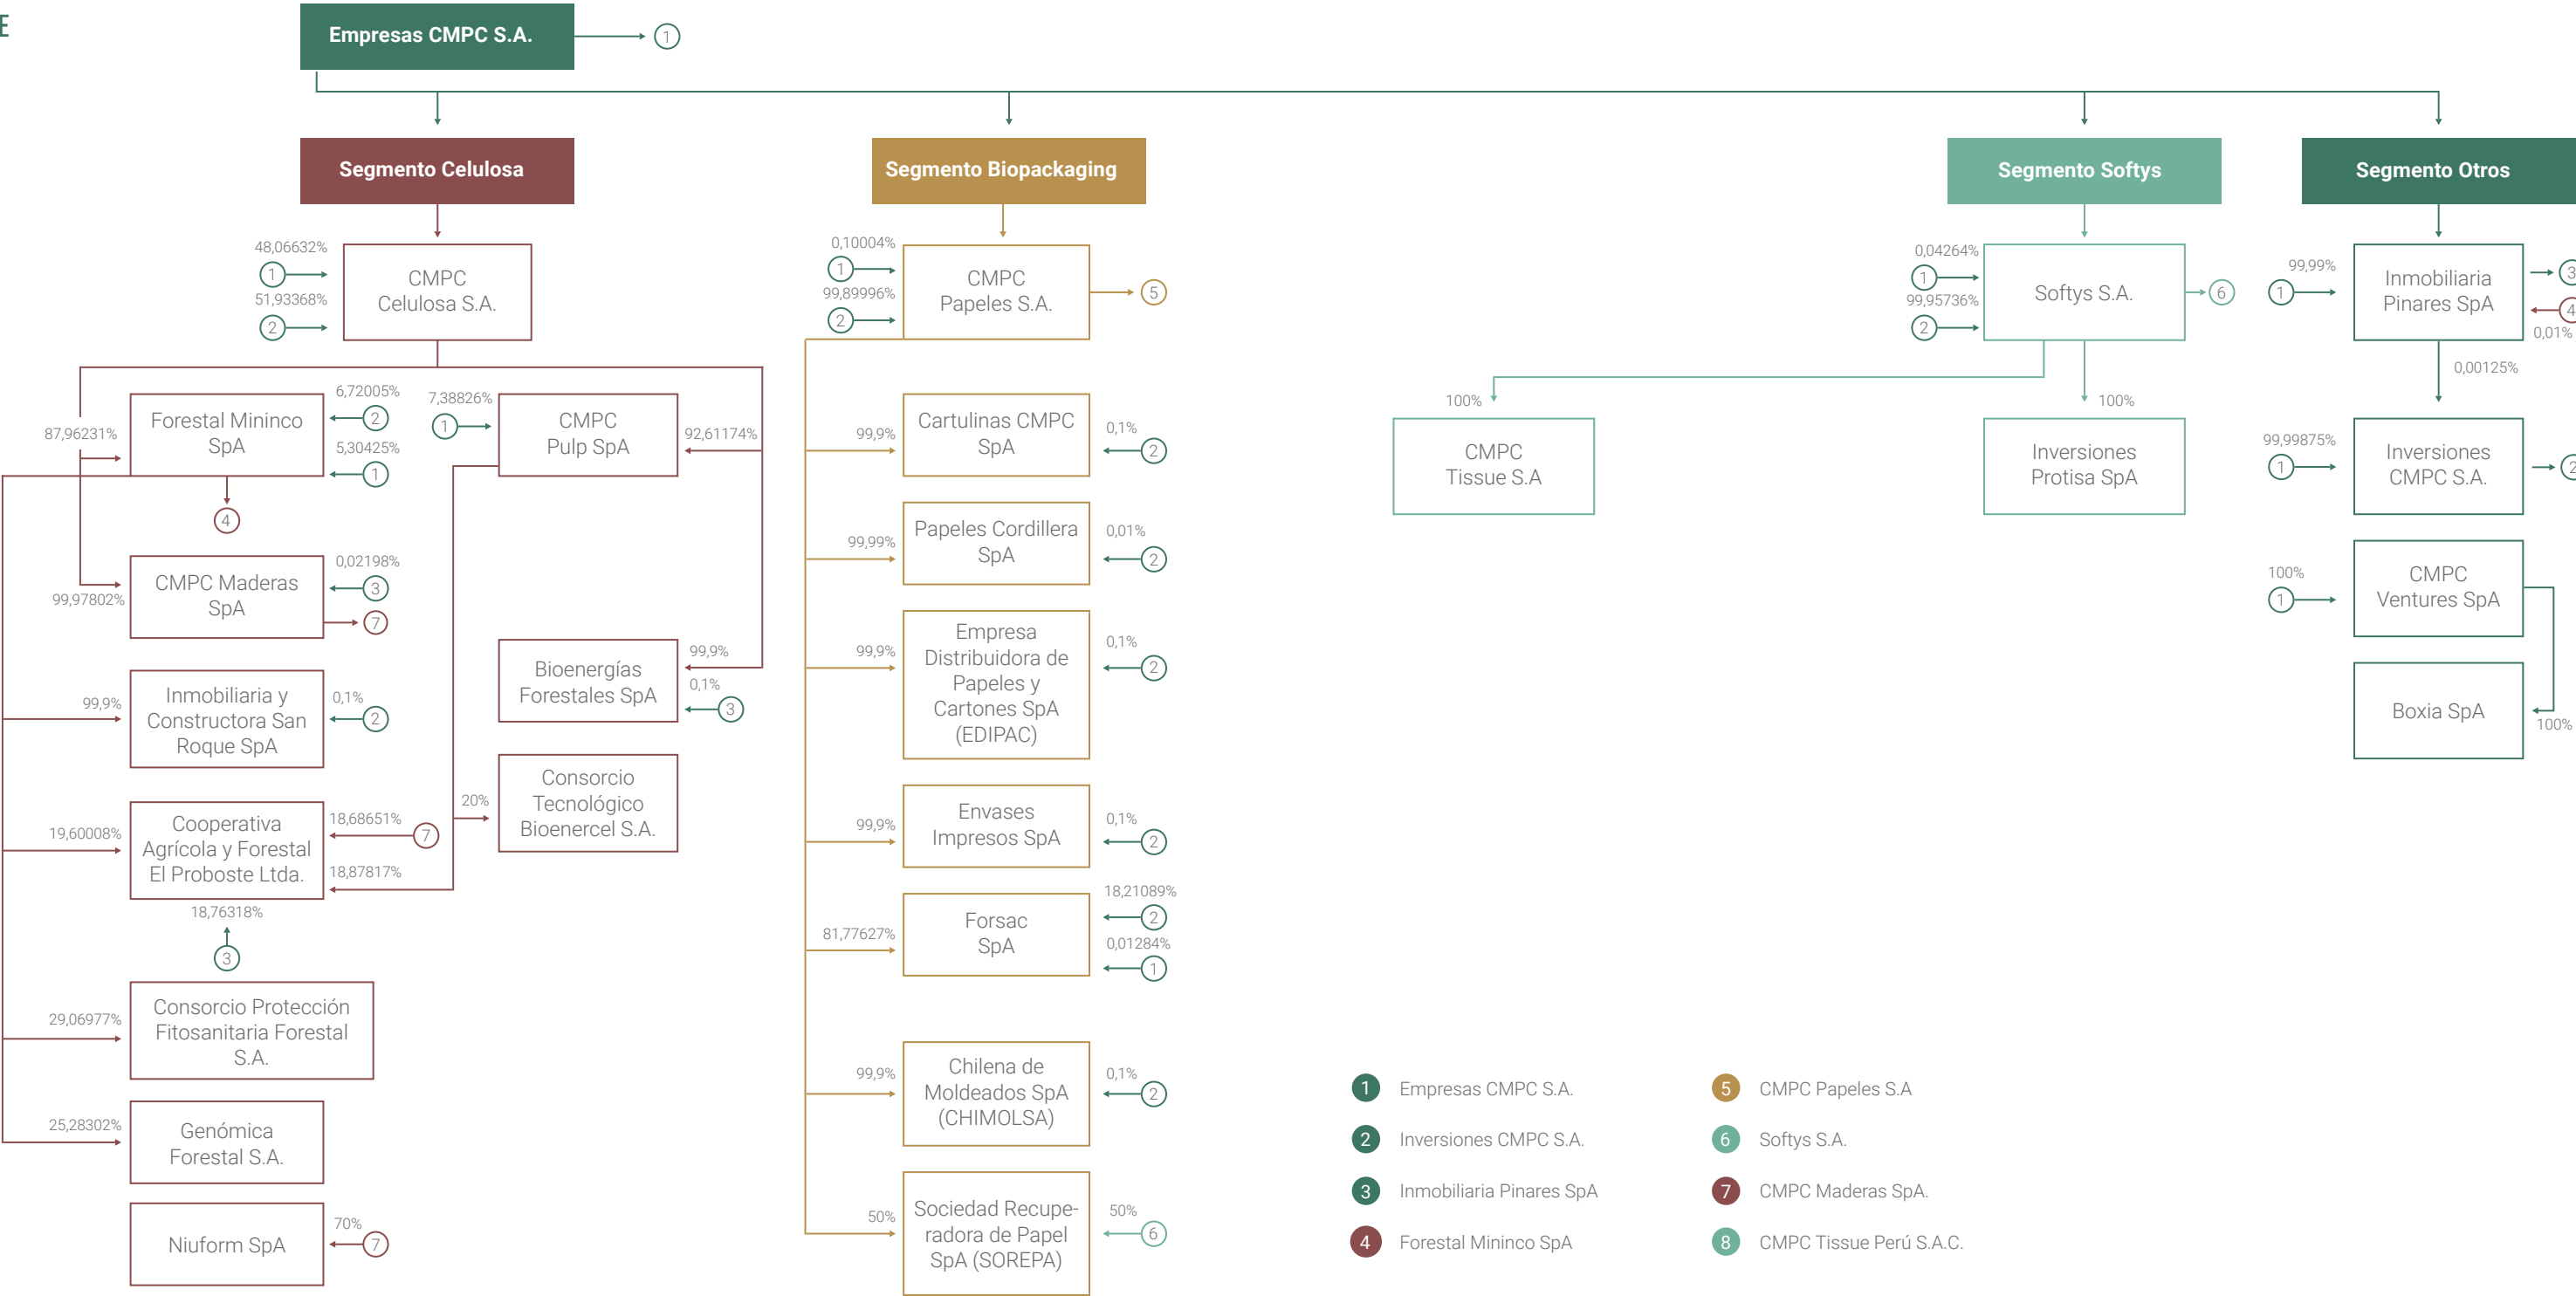 E
Empresas CMPC S.A.
1
Segmento Celulosa
Segmento Biopackaging
Segmento Softys
Segmento Otros
48,06632%
1
51,93368%
2
CMPC
Celulosa S.A.
87,96231%
Forestal Mininco
SpA
6,72005%
2
5,30425%
1
4
7,38826%
1
CMPC
Pulp SpA
92,61174%
99,97802%
CMPC Maderas
SpA
0,02198%
3
7
99,9%
Inmobiliaria y
Constructora San
Roque SpA
0,1%
2
Bioenergías
Forestales SpA
99,9%
0,1%
3
19,60008%
Cooperativa
Agrícola y Forestal
El Proboste Ltda.
18,68651%
7
18,87817%
18,76318%
3
20%
Consorcio
Tecnológico
Bioenercel S.A.
29,06977%
Consorcio Protección
Fitosanitaria Forestal
S.A.
25,28302%
Genómica
Forestal S.A.
Niuform SpA
70%
7
0,10004%
1
99,89996%
2
CMPC
Papeles S.A.
5
99,9%
Cartulinas CMPC
SpA
0,1%
2
99,99%
Papeles Cordillera
SpA
0,01%
2
99,9%
Empresa
Distribuidora de
Papeles y
Cartones SpA
(EDIPAC)
0,1%
2
99,9%
Envases
Impresos SpA
0,1%
2
81,77627%
Forsac
SpA
18,21089%
2
0,01284%
1
99,9%
Chilena de
Moldeados SpA
(CHIMOLSA)
0,1%
2
50%
Sociedad Recupe-
radora de Papel
SpA (SOREPA)
50%
6
0,04264%
1
99,95736%
2
Softys S.A.
6
100%
CMPC
Tissue S.A
100%
Inversiones
Protisa SpA
99,99%
1
Inmobiliaria
Pinares SpA
3
4
0,01%
0,00125%
99,99875%
1
Inversiones
CMPC S.A.
2
100%
1
CMPC
Ventures SpA
Boxia SpA
100%
1 Empresas CMPC S.A.
2 Inversiones CMPC S.A.
3 Inmobiliaria Pinares SpA
4 Forestal Mininco SpA
5 CMPC Papeles S.A
6 Softys S.A.
7 CMPC Maderas SpA.
8 CMPC Tissue Perú S.A.C.